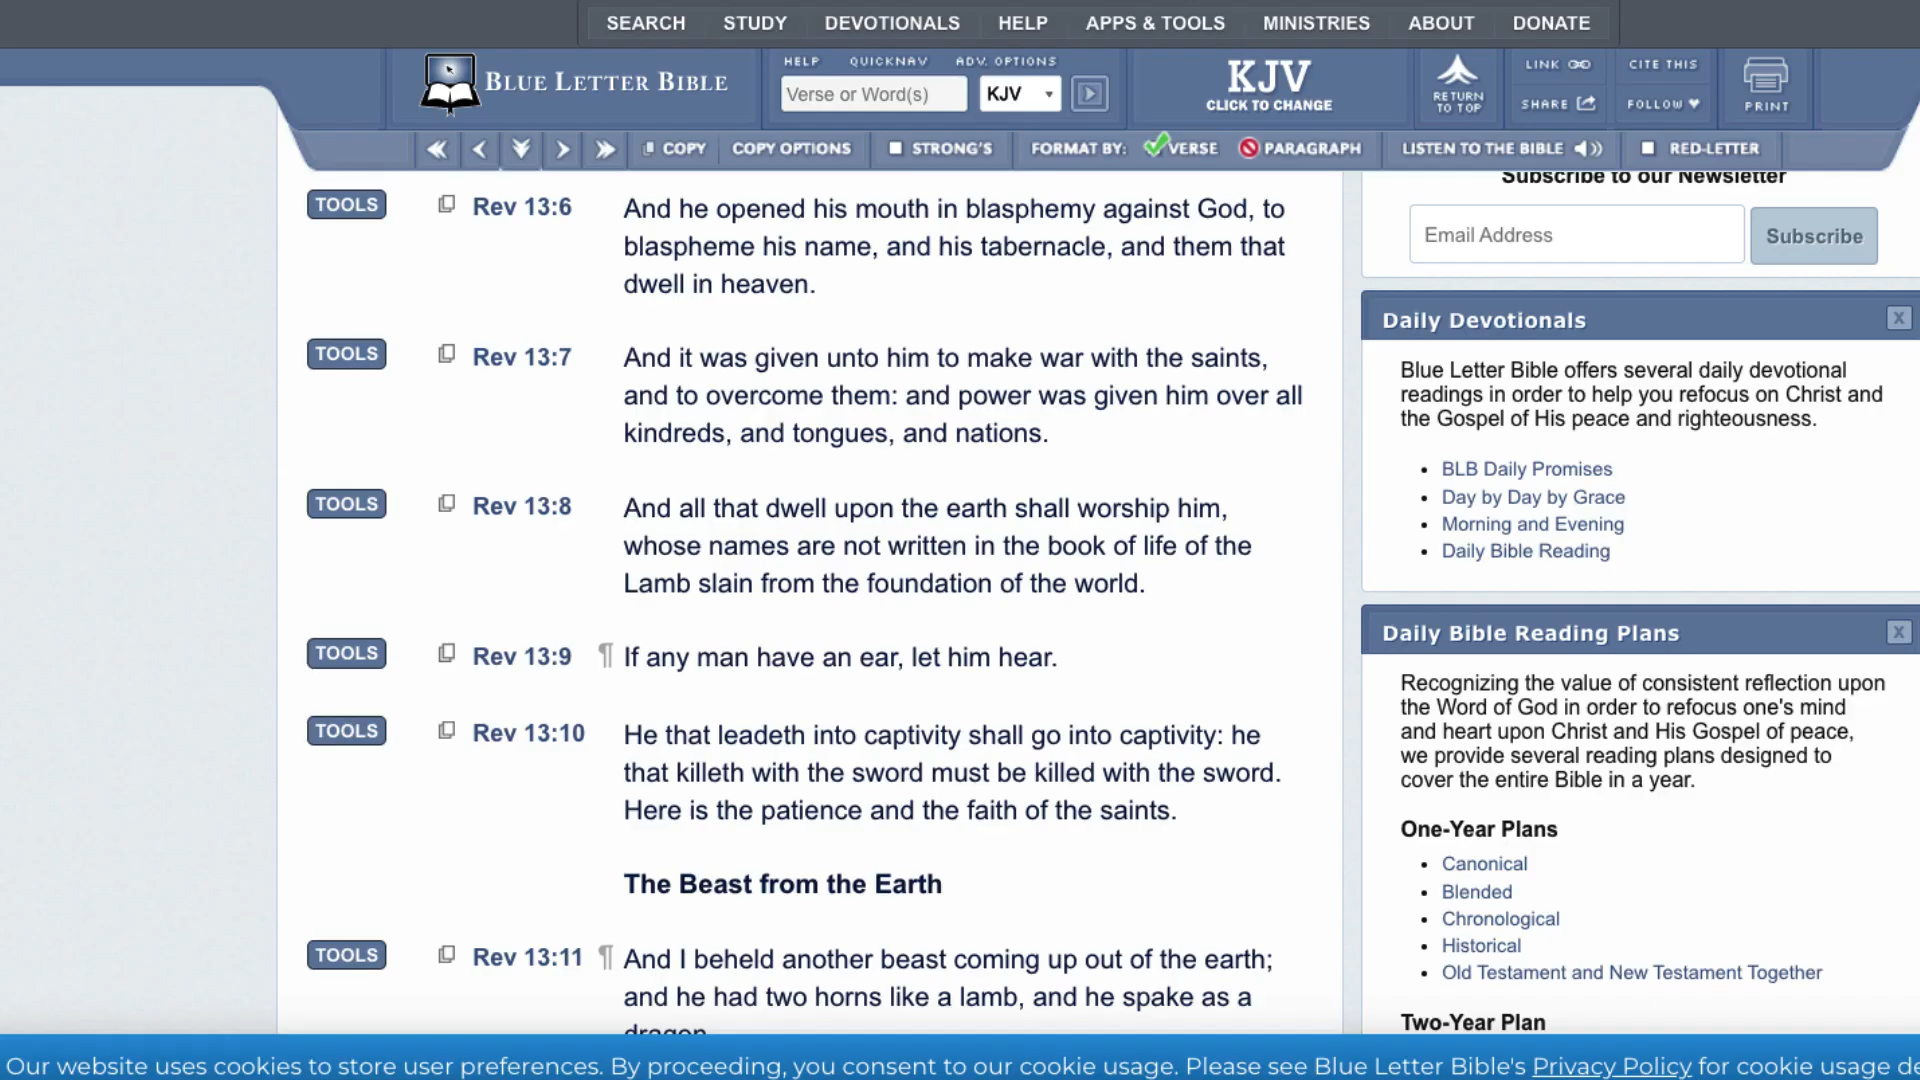 SEARCH STUDY DEVOTIONALS HELP APPS & TOOLS MINISTRIES ABOUT DONATE
BLUE LETTER BIBLE
HELP QUICKNAV ADV. OPTIONS
Verse or Word(s) KJV
KJV
CLICK TO CHANGE
RETURN
TO TOP
LINK
SHARE
CITE THIS
FOLLOW
PRINT
COPY COPY OPTIONS STRONG'S FORMAT BY: VERSE PARAGRAPH LISTEN TO THE BIBLE RED-LETTER
TOOLS Rev 13:6 And he opened his mouth in blasphemy against God, to
blaspheme his name, and his tabernacle, and them that
dwell in heaven.
TOOLS Rev 13:7 And it was given unto him to make war with the saints,
and to overcome them: and power was given him over all
kindreds, and tongues, and nations.
TOOLS Rev 13:8 And all that dwell upon the earth shall worship him,
whose names are not written in the book of life of the
Lamb slain from the foundation of the world.
TOOLS Rev 13:9 ¶ If any man have an ear, let him hear.
TOOLS Rev 13:10 He that leadeth into captivity shall go into captivity: he
that killeth with the sword must be killed with the sword.
Here is the patience and the faith of the saints.
The Beast from the Earth
TOOLS Rev 13:11 ¶ And I beheld another beast coming up out of the earth;
and he had two horns like a lamb, and he spake as a
dragon
Subscribe to our Newsletter
Email Address Subscribe
Daily Devotionals X
Blue Letter Bible offers several daily devotional
readings in order to help you refocus on Christ and
the Gospel of His peace and righteousness.
• BLB Daily Promises
• Day by Day by Grace
• Morning and Evening
• Daily Bible Reading
Daily Bible Reading Plans X
Recognizing the value of consistent reflection upon
the Word of God in order to refocus one's mind
and heart upon Christ and His Gospel of peace,
we provide several reading plans designed to
cover the entire Bible in a year.
One-Year Plans
• Canonical
• Blended
• Chronological
• Historical
• Old Testament and New Testament Together
Two-Year Plan
Our website uses cookies to store user preferences. By proceeding, you consent to our cookie usage. Please see Blue Letter Bible's Privacy Policy for cookie usage de